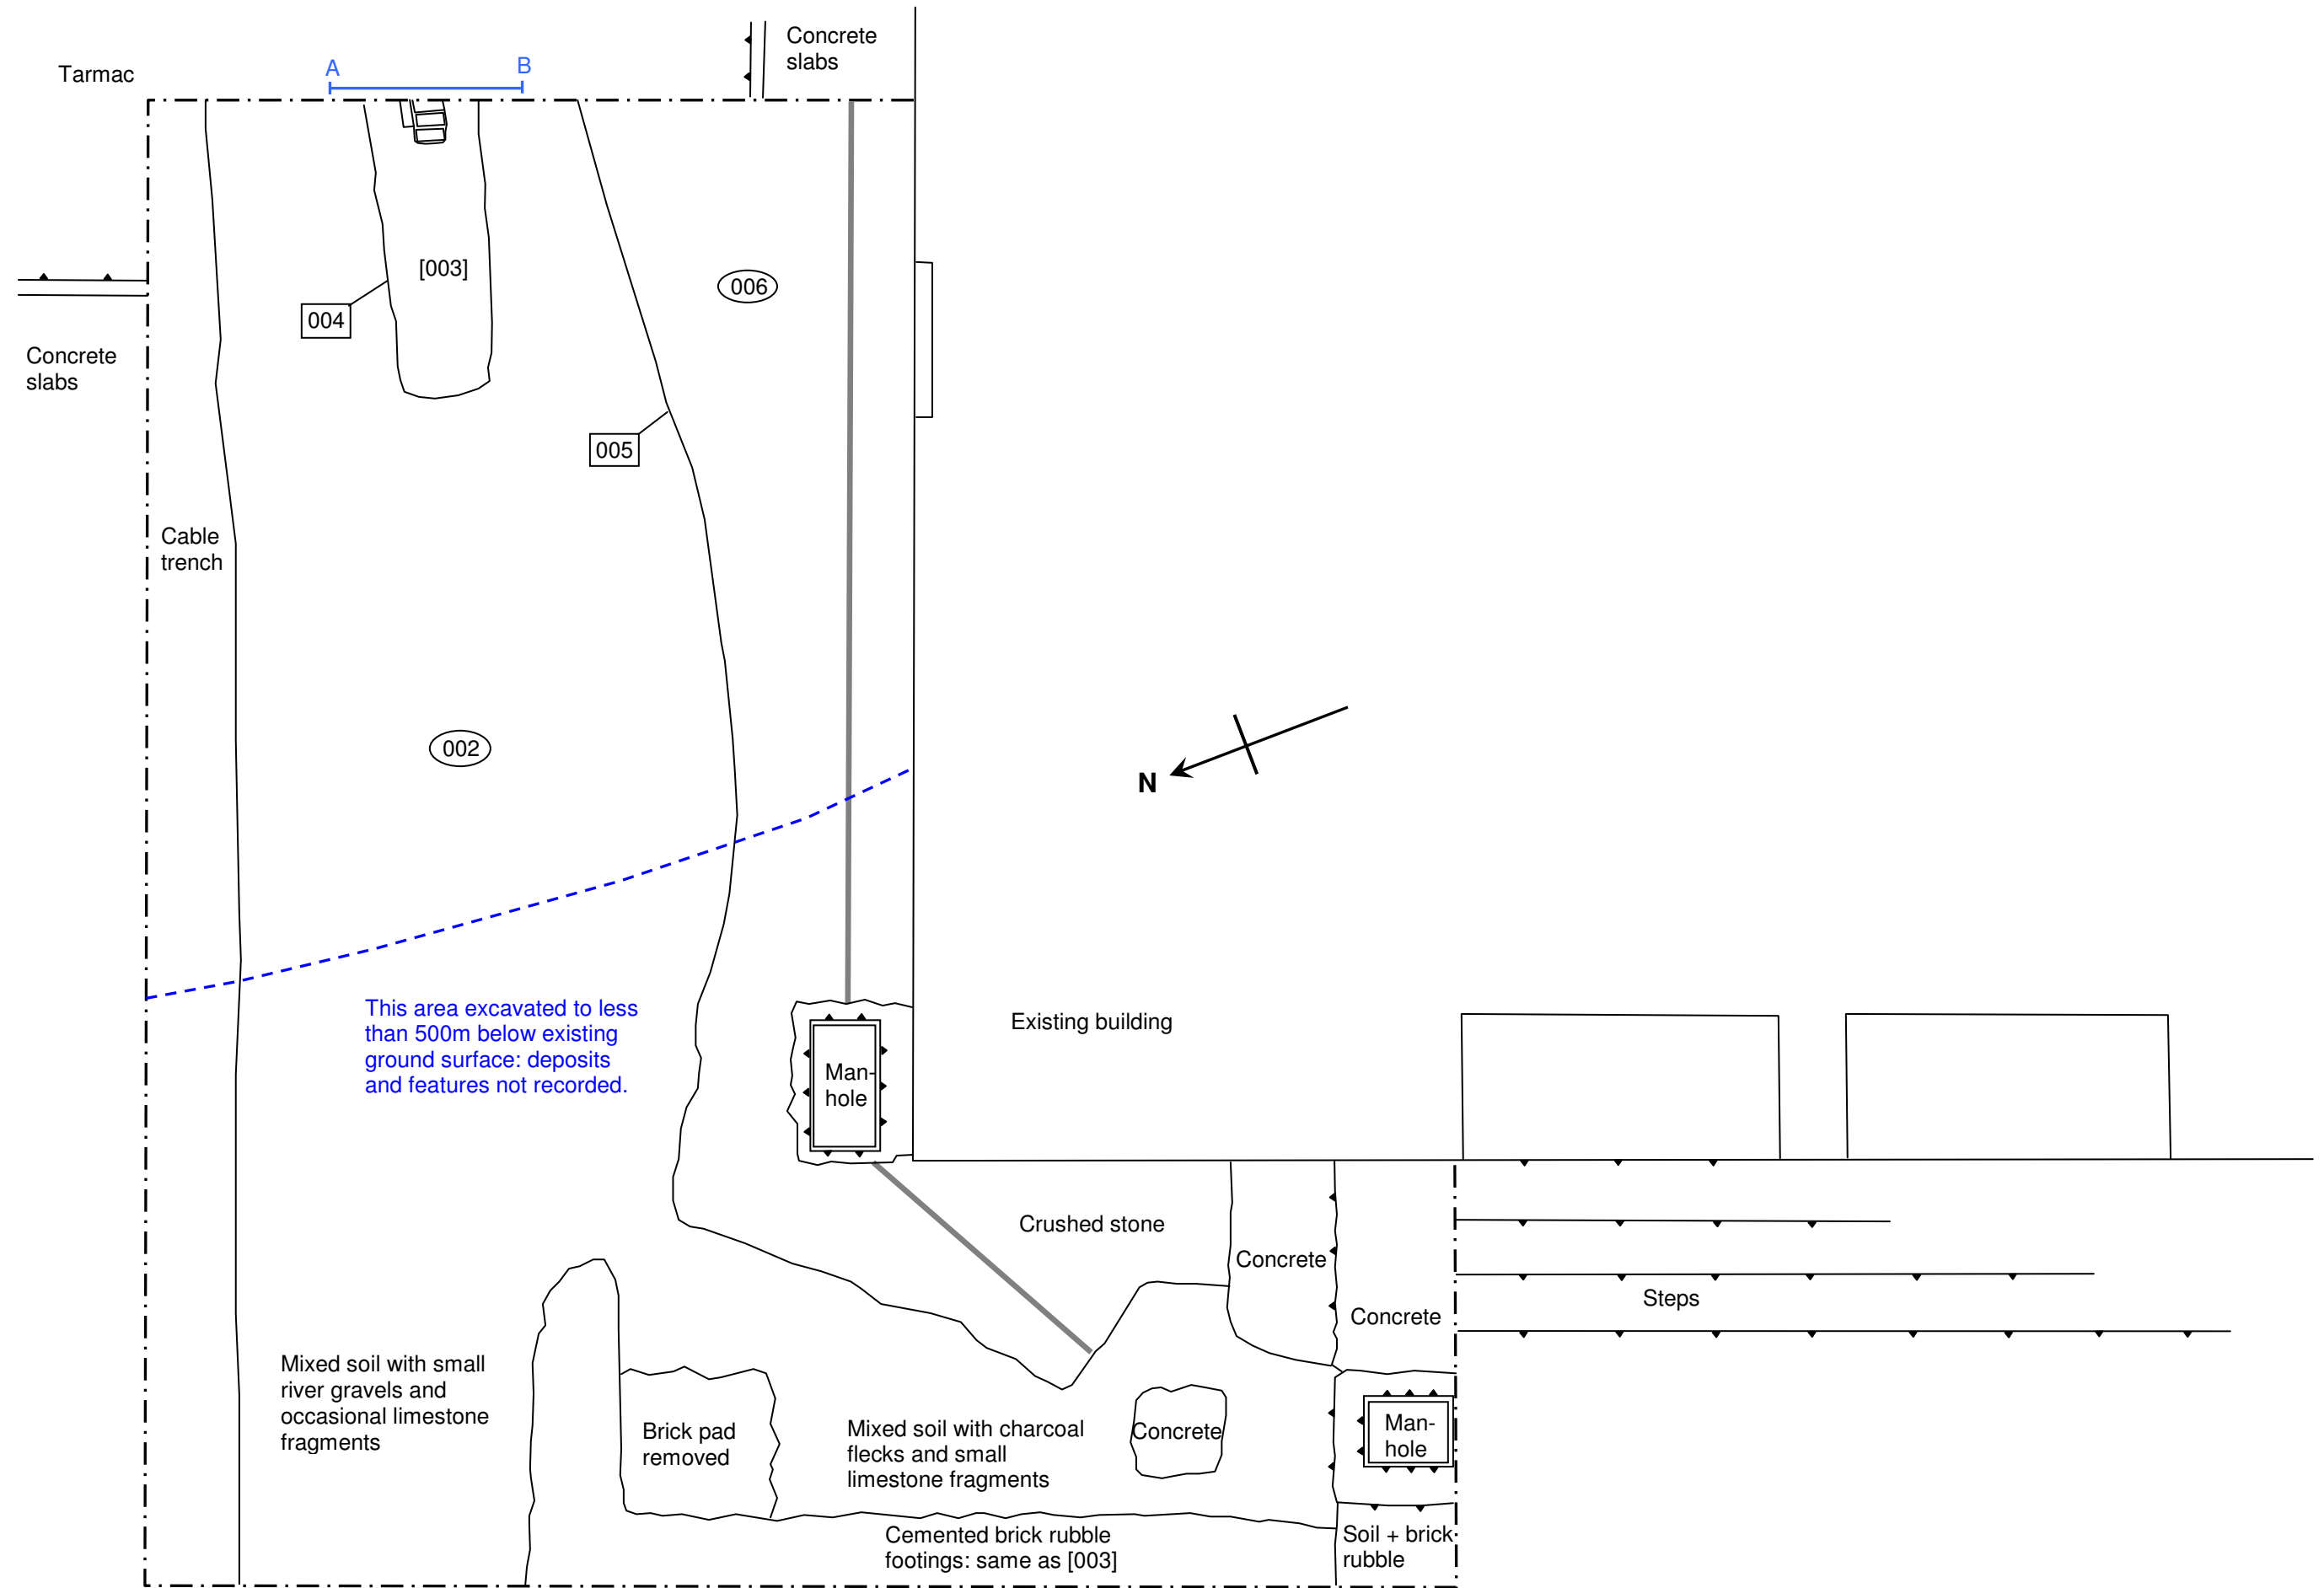 Concrete
slabs
Tarmac
A
B
[003]
006
004
Concrete
slabs
005
Cable
trench
002
N
This area excavated to less
than 500m below existing
ground surface: deposits
and features not recorded.
Existing building
Man-
hole
Crushed stone
Concrete
Steps
Concrete
Mixed soil with small
river gravels and
occasional limestone
fragments
Brick pad
removed
Mixed soil with charcoal
flecks and small
limestone fragments
Concrete
Man-
hole
Cemented brick rubble
footings: same as [003]
Soil + brick
rubble